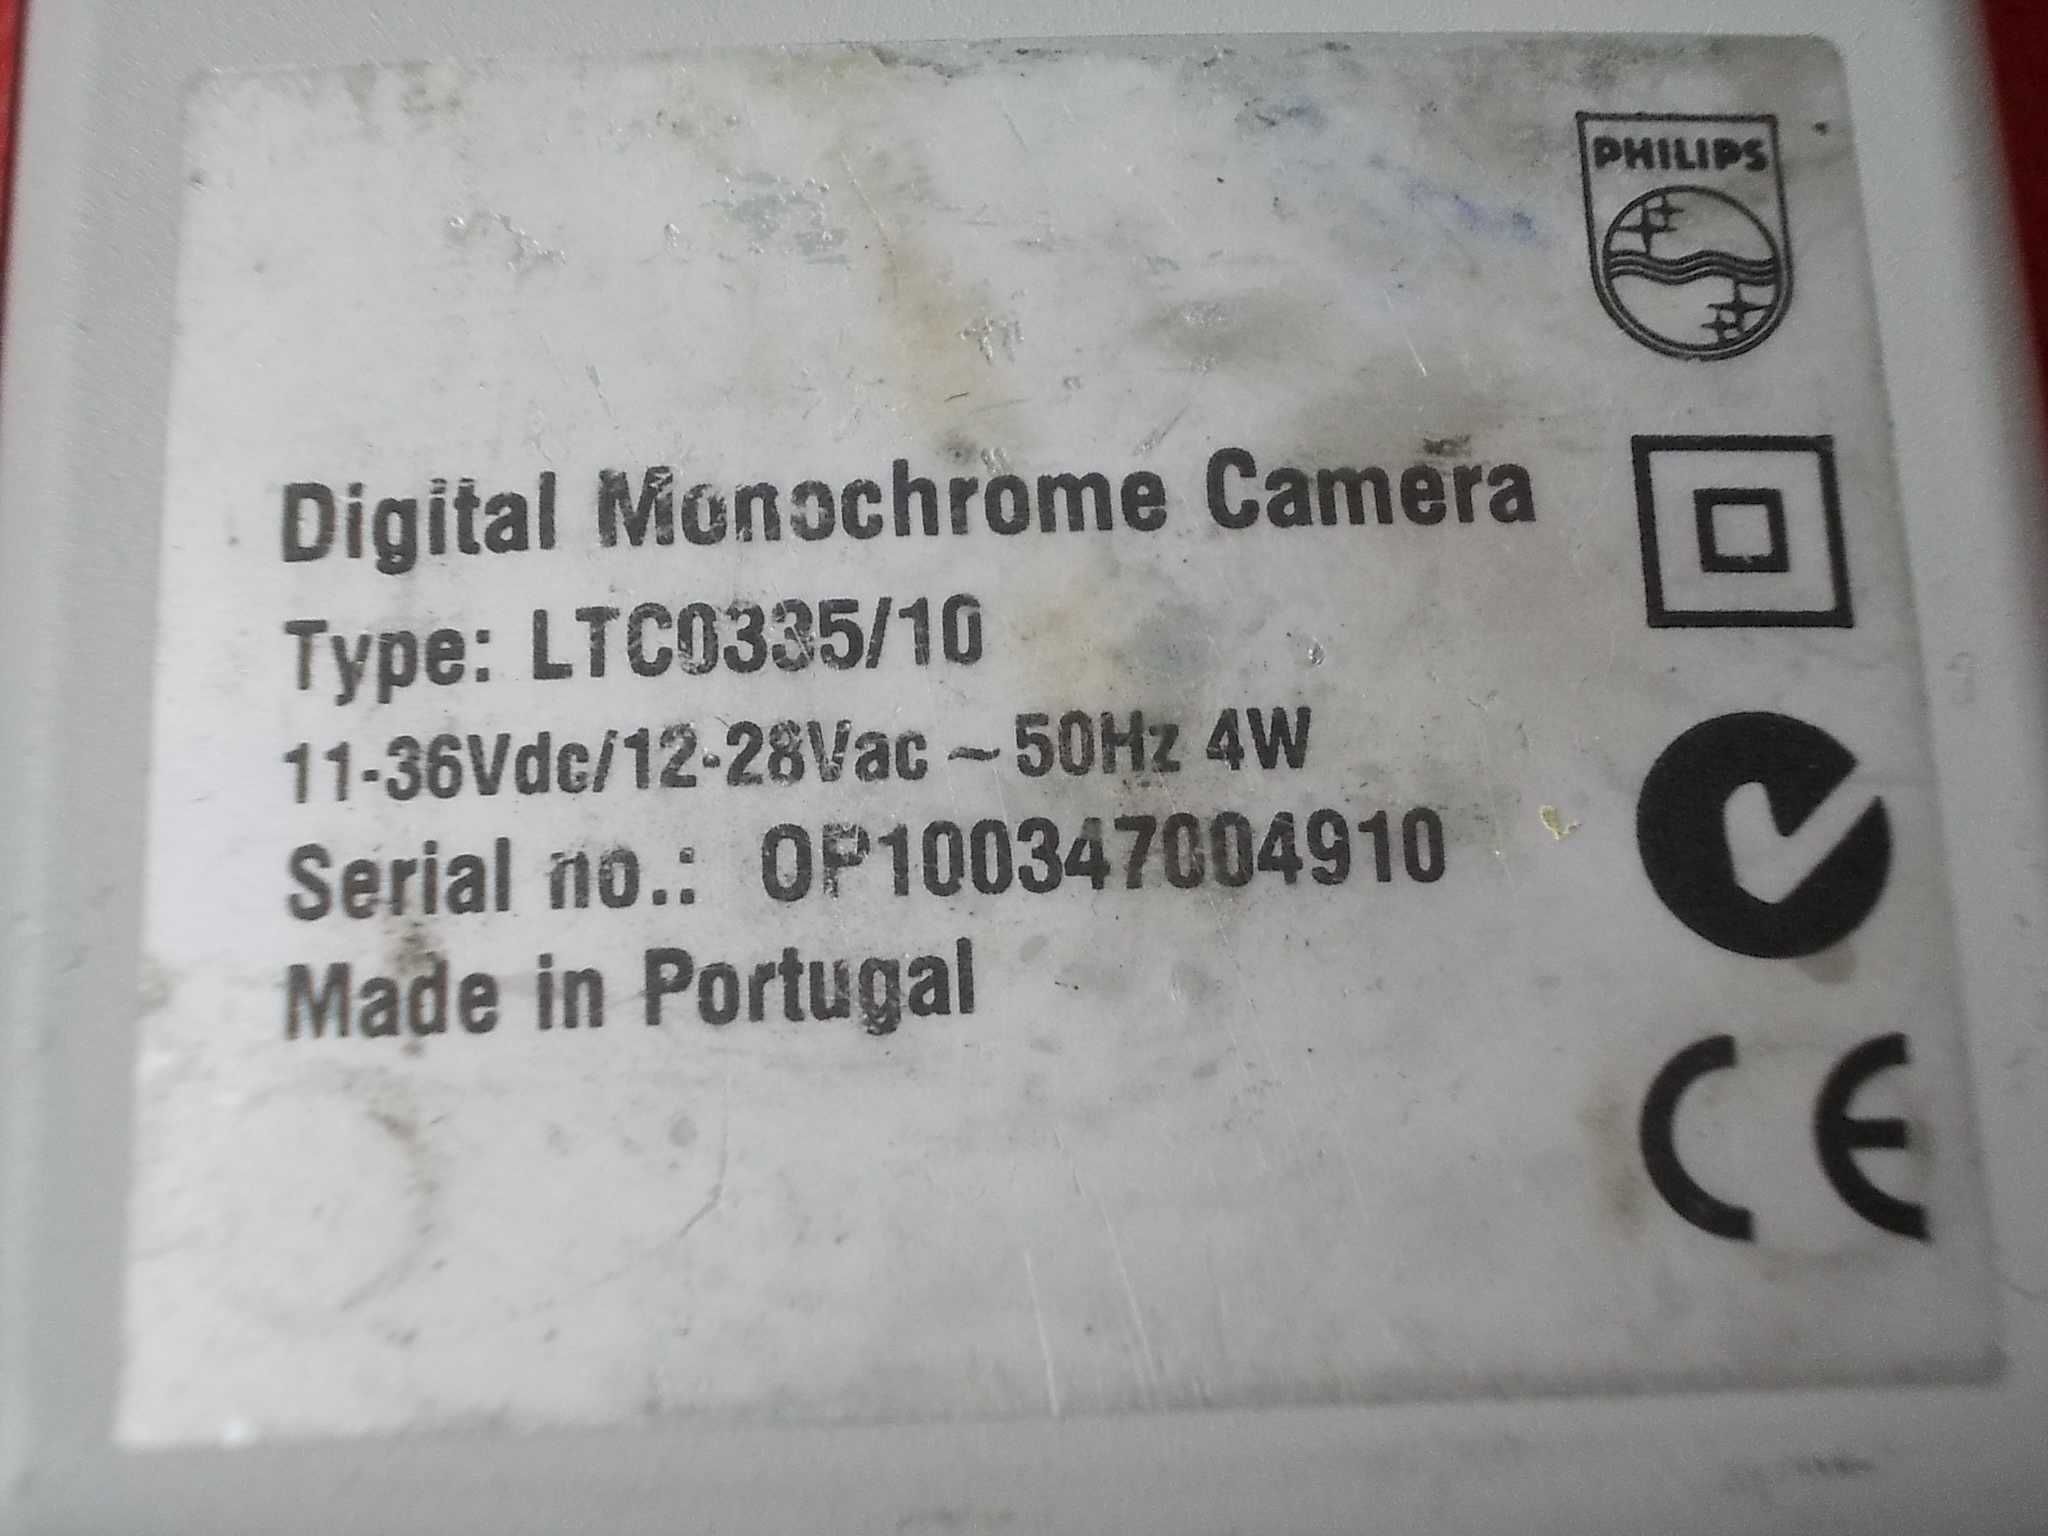 PHILIPS
Digital Monochrome Camera
Type: LTC0335/10
11-36Vdc/12-28Vac ~ 50Hz 4W
Serial no.: OP100347004910
Made in Portugal
CE